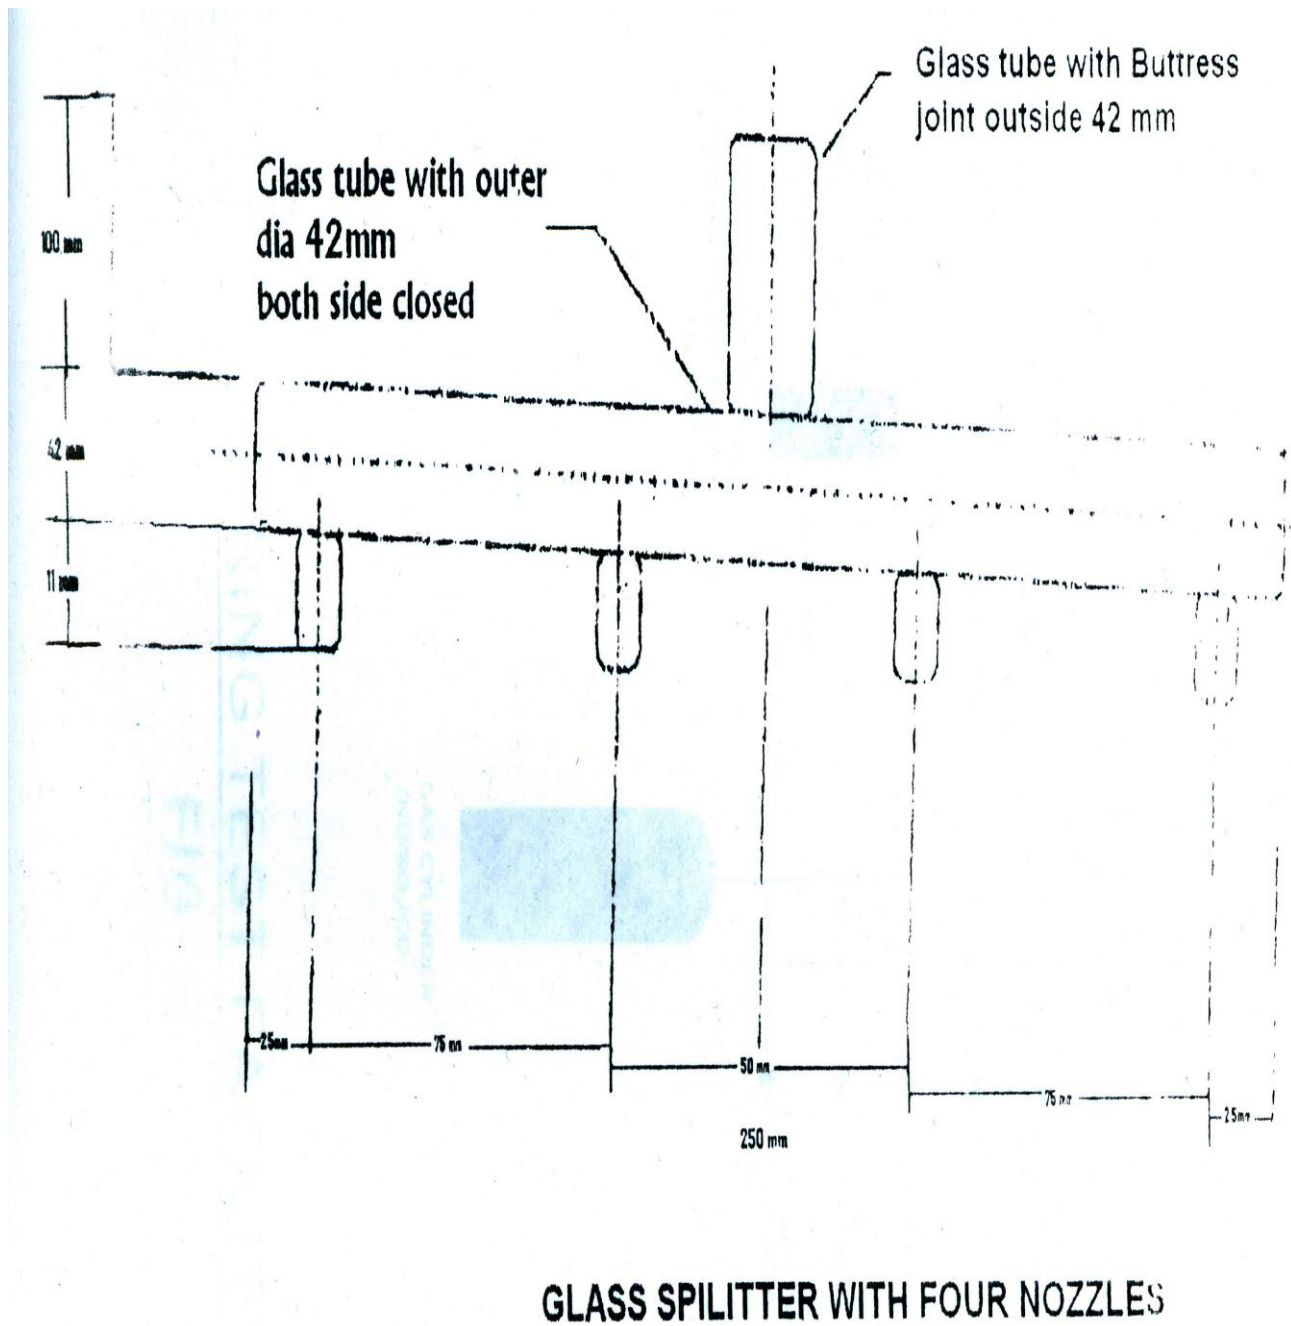 Glass tube with Buttress
joint outside 42 mm
Glass tube with outer
dia 42mm
both side closed
100 mm
42 mm
11 mm
25mm
75 mm
50 mm
75 mm
25mm
250 mm
GLASS SPILITTER WITH FOUR NOZZLES
RING TEST